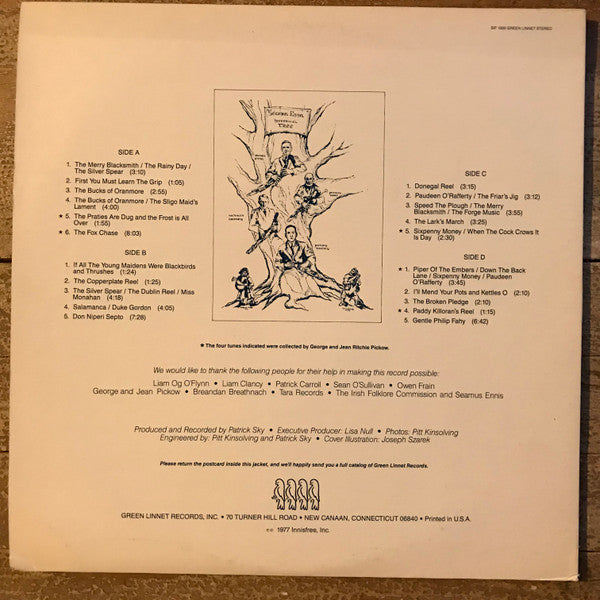 SIF 1000 GREEN LINNET STEREO
Seamus Ennis
TREE
SIDE A
1. The Merry Blacksmith / The Rainy Day /
The Silver Spear (3:10)
2. First You Must Learn The Grip (1:05)
3. The Bucks of Oranmore (2:55)
4. The Bucks of Oranmore / The Sligo Maid's
Lament (4:00)
★ 5. The Praties Are Dug and the Frost is All
Over (1:55)
★ 6. The Fox Chase (8:03)
SIDE B
1. If All The Young Maidens Were Blackbirds
and Thrushes (1:24)
2. The Copperplate Reel (1:25)
3. The Silver Spear / The Dublin Reel / Miss
Monahan (4:18)
4. Salamanca / Duke Gordon (4:05)
5. Don Niperi Septo (7:28)
SIDE C
1. Donegal Reel (3:15)
2. Paudeen O'Rafferty / The Friar's Jig (3:12)
3. Speed The Plough / The Merry
Blacksmith / The Forge Music (3:55)
4. The Lark's March (3:25)
★ 5. Sixpenny Money / When The Cock Crows It
Is Day (2:30)
SIDE D
★ 1. Piper Of The Embers / Down The Back
Lane / Sixpenny Money / Paudeen
O'Rafferty (3:45)
2. I'll Mend Your Pots and Kettles O (2:20)
3. The Broken Pledge (2:10)
★ 4. Paddy Killoran's Reel (1:15)
5. Gentle Philip Fahy (6:42)
★ The four tunes indicated were collected by George and Jean Ritchie Pickow.
We would like to thank the following people for their help in making this record possible:
Liam Og O'Flynn • Liam Clancy • Patrick Carroll • Sean O'Sullivan • Owen Frain
George and Jean Pickow • Breandan Breathnach • Tara Records • The Irish Folklore Commission and Seamus Ennis
Produced and Recorded by Patrick Sky • Executive Producer: Lisa Null • Photos: Pitt Kinsolving
Engineered by: Pitt Kinsolving and Patrick Sky • Cover Illustration: Joseph Szarek
Please return the postcard inside this jacket, and we'll happily send you a full catalog of Green Linnet Records.
GREEN LINNET RECORDS, INC. • 70 TURNER HILL ROAD • NEW CANAAN, CONNECTICUT 06840 • Printed in U.S.A.
1977 Innisfree, Inc.